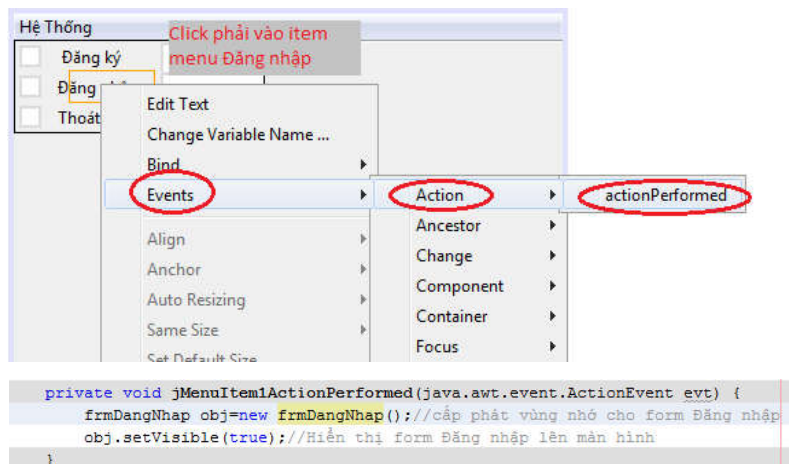 Hệ Thống
Click phải vào item
menu Đăng nhập
Đăng ký
Đăng
Thoát
Edit Text
Change Variable Name ...
Bind
Events
Action
actionPerformed
Ancestor
Align
Change
Anchor
Component
Auto Resizing
Container
Same Size
Focus
Set Default Size
private void jMenuItem1ActionPerformed(java.awt.event.ActionEvent evt) {
frmDangNhap obj=new frmDangNhap();//cấp phát vùng nhớ cho form Đăng nhập
obj.setVisible(true);//Hiển thị form Đăng nhập lên màn hình
}